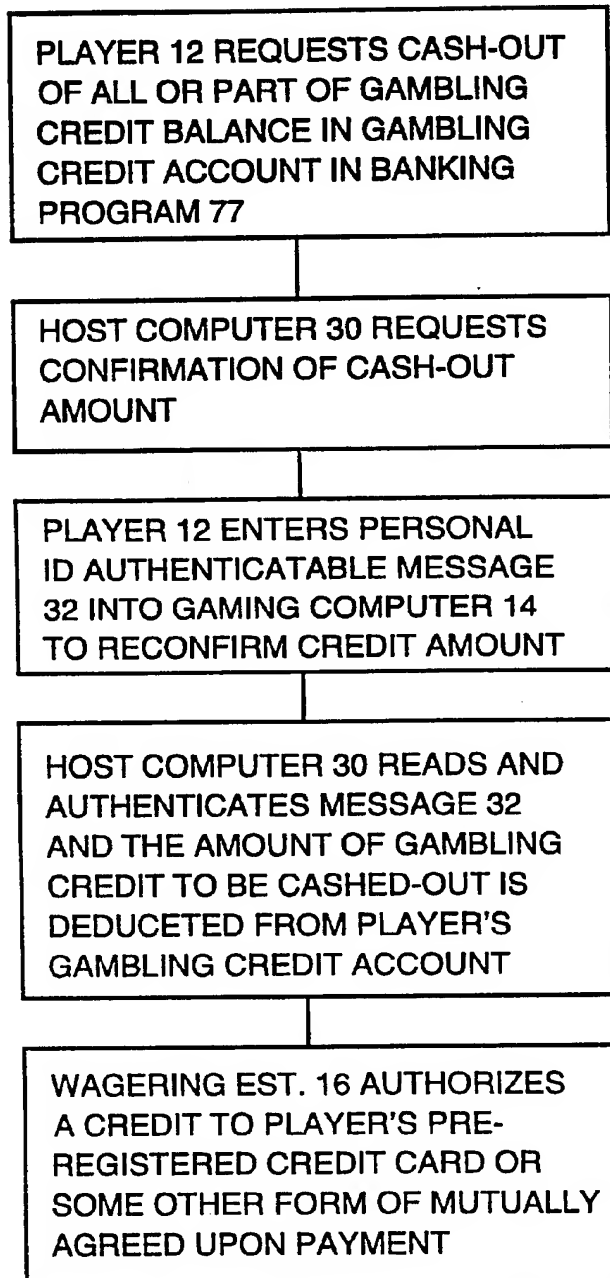 PLAYER 12 REQUESTS CASH-OUT
OF ALL OR PART OF GAMBLING
CREDIT BALANCE IN GAMBLING
CREDIT ACCOUNT IN BANKING
PROGRAM 77
HOST COMPUTER 30 REQUESTS
CONFIRMATION OF CASH-OUT
AMOUNT
PLAYER 12 ENTERS PERSONAL
ID AUTHENTICATABLE MESSAGE
32 INTO GAMING COMPUTER 14
TO RECONFIRM CREDIT AMOUNT
HOST COMPUTER 30 READS AND
AUTHENTICATES MESSAGE 32
AND THE AMOUNT OF GAMBLING
CREDIT TO BE CASHED-OUT IS
DEDUCETED FROM PLAYER'S
GAMBLING CREDIT ACCOUNT
WAGERING EST. 16 AUTHORIZES
A CREDIT TO PLAYER'S PRE-
REGISTERED CREDIT CARD OR
SOME OTHER FORM OF MUTUALLY
AGREED UPON PAYMENT